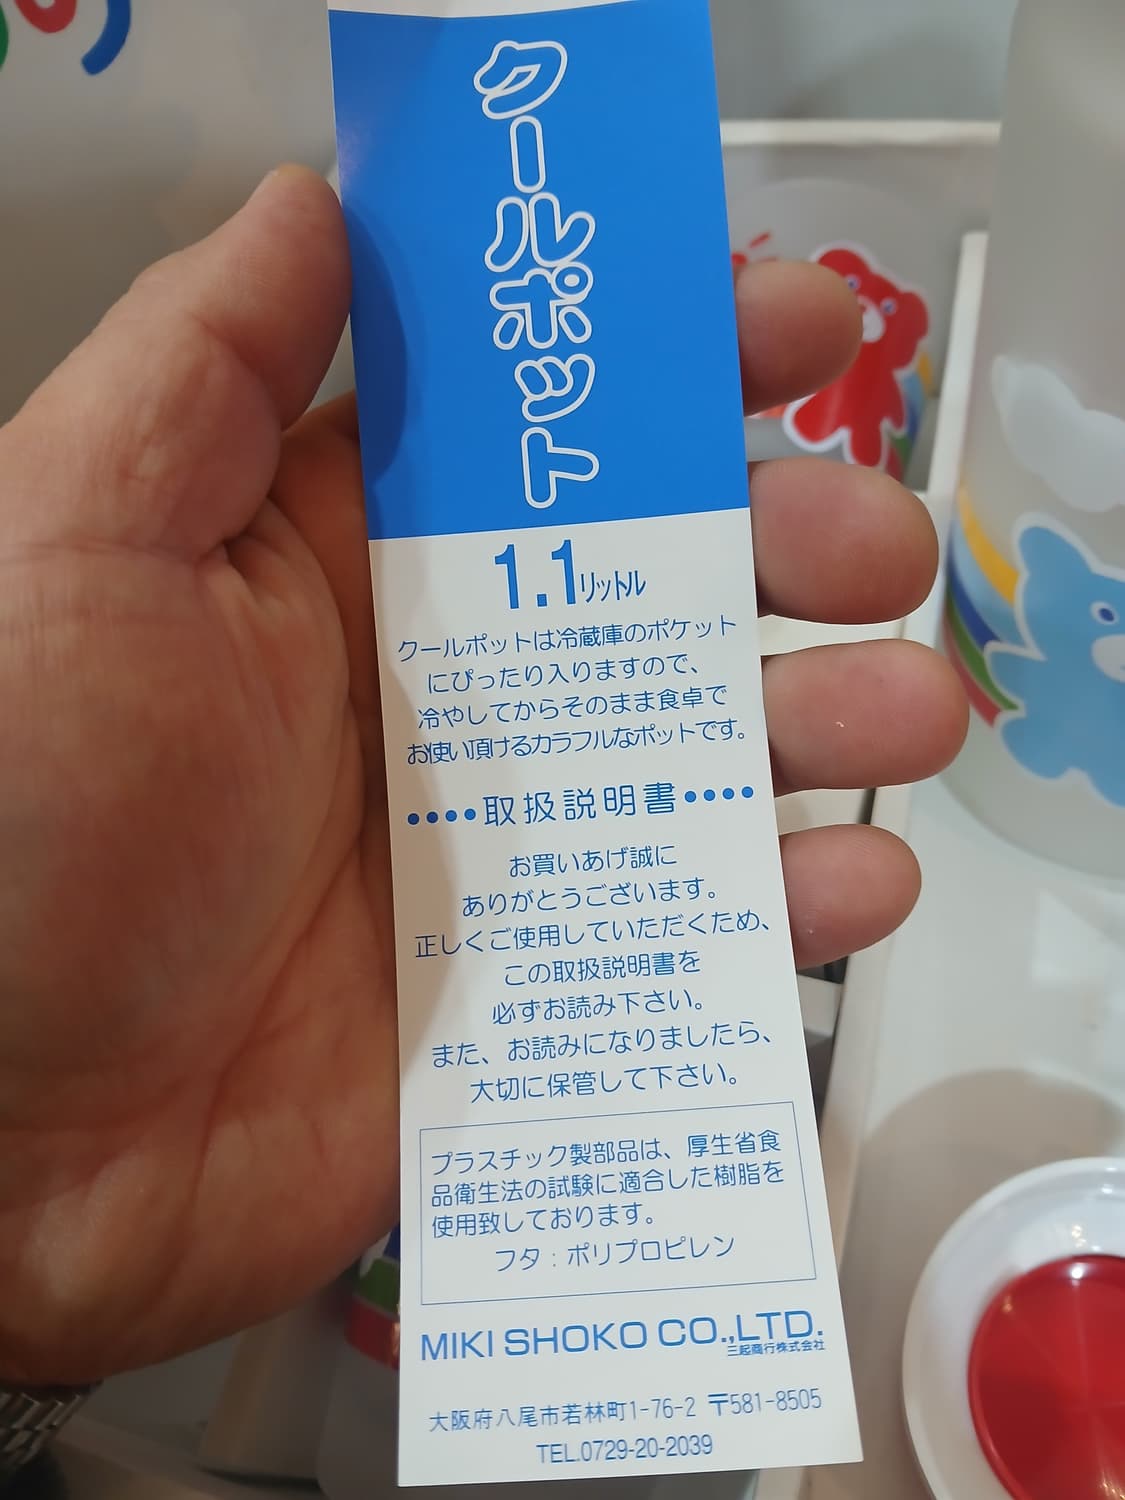 クールポット
1.1リットル
クールポットは冷蔵庫のポケット
にぴったり入りますので、
冷やしてからそのまま食卓で
お使い頂けるカラフルなポットです。
••••取扱説明書••••
お買いあげ誠に
ありがとうございます。
正しくご使用していただくため、
この取扱説明書を
必ずお読み下さい。
また、お読みになりましたら、
大切に保管して下さい。
プラスチック製部品は、厚生省食
品衛生法の試験に適合した樹脂を
使用致しております。
フタ：ポリプロピレン
MIKI SHOKO CO.,LTD.
三起商行株式会社
大阪府八尾市若林町1-76-2 〒581-8505
TEL.0729-20-2039